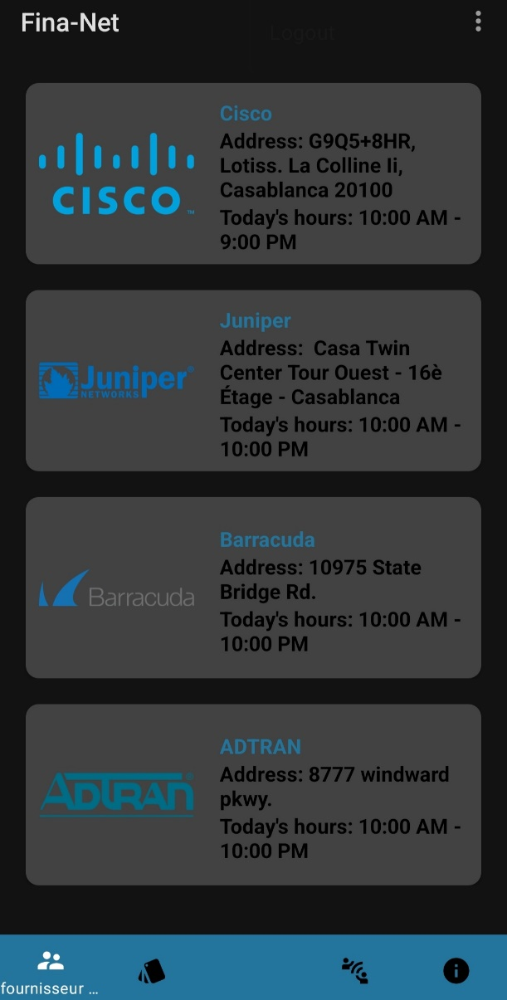 Fina-Net
Logout
Cisco
Address: G9Q5+8HR,
Lotiss. La Colline Ii,
Casablanca 20100
Today's hours: 10:00 AM -
9:00 PM
CISCO
TM
Juniper
Address:  Casa Twin
Center Tour Ouest - 16è
Étage - Casablanca
Today's hours: 10:00 AM -
10:00 PM
Juniper®
NETWORKS
Barracuda
Address: 10975 State
Bridge Rd.
Today's hours: 10:00 AM -
10:00 PM
Barracuda
ADTRAN
Address: 8777 windward
pkwy.
Today's hours: 10:00 AM -
10:00 PM
ADTRAN®
fournisseur ...